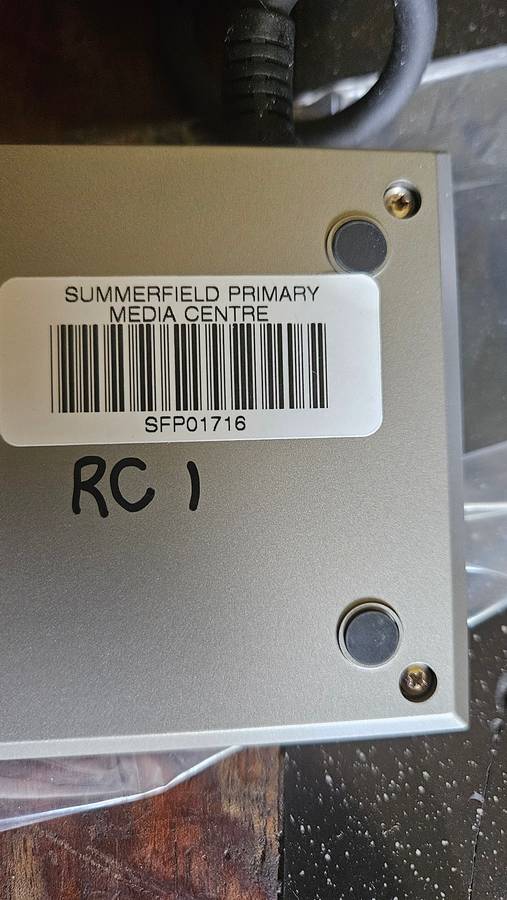 SUMMERFIELD PRIMARY
MEDIA CENTRE
SFP01716
RC 1